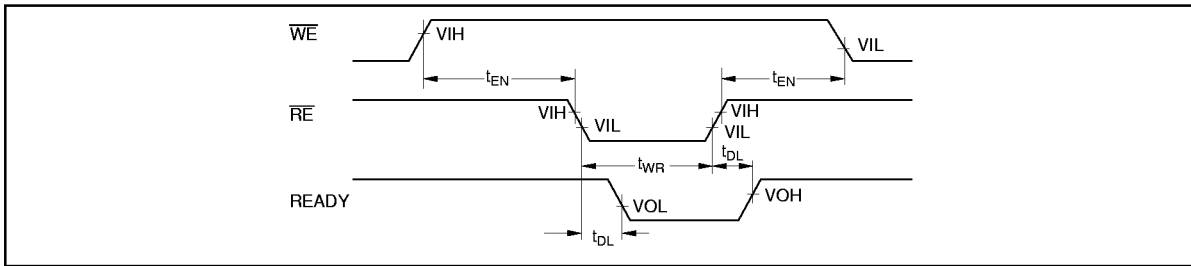 WE VIH VIL
tEN tEN
RE VIH VIL VIH VIL
tDL
tWR
READY VOL VOH
tDL